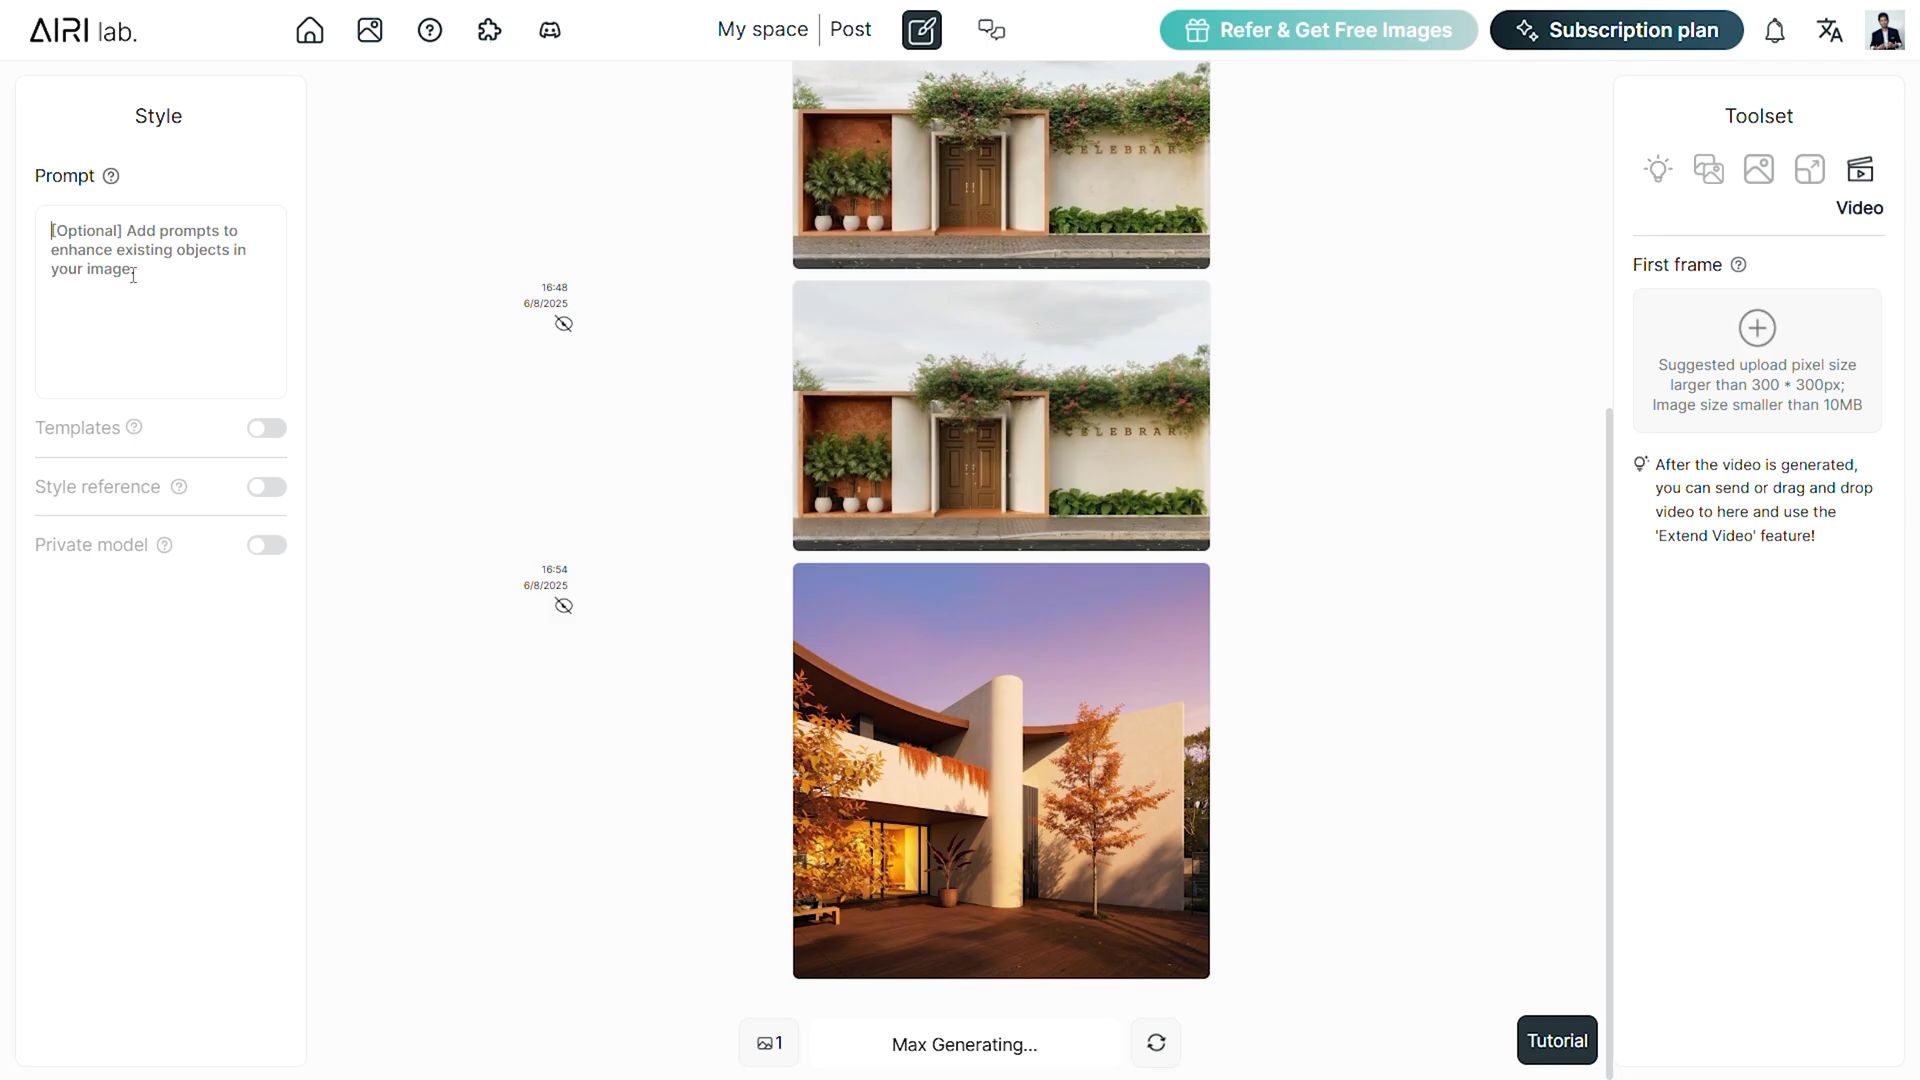 AIRI lab.
My space
Post
Refer & Get Free Images
Subscription plan
Style
Prompt
[Optional] Add prompts to
enhance existing objects in
your image.
Templates
Style reference
Private model
CELEBRAR
16:48
6/8/2025
CELEBRAR
16:54
6/8/2025
1
Max Generating...
Tutorial
Toolset
Video
First frame
Suggested upload pixel size
larger than 300 * 300px;
Image size smaller than 10MB
After the video is generated,
you can send or drag and drop
video to here and use the
'Extend Video' feature!